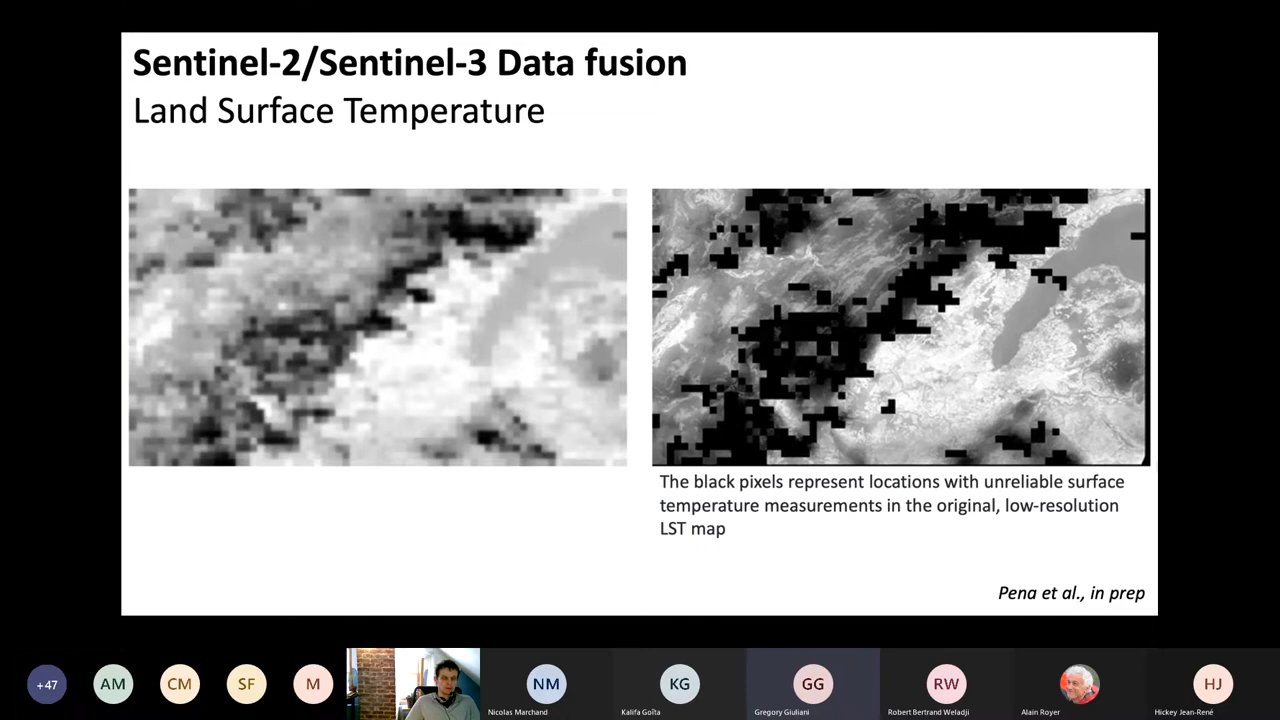 Sentinel-2/Sentinel-3 Data fusion
Land Surface Temperature
The black pixels represent locations with unreliable surface
temperature measurements in the original, low-resolution
LST map
Pena et al., in prep
+47
AM
CM
SF
M
NM
KG
GG
RW
HJ
Nicolas Marchand
Kalifa Goïta
Gregory Giuliani
Robert Bertrand Weladji
Alain Royer
Hickey Jean-René